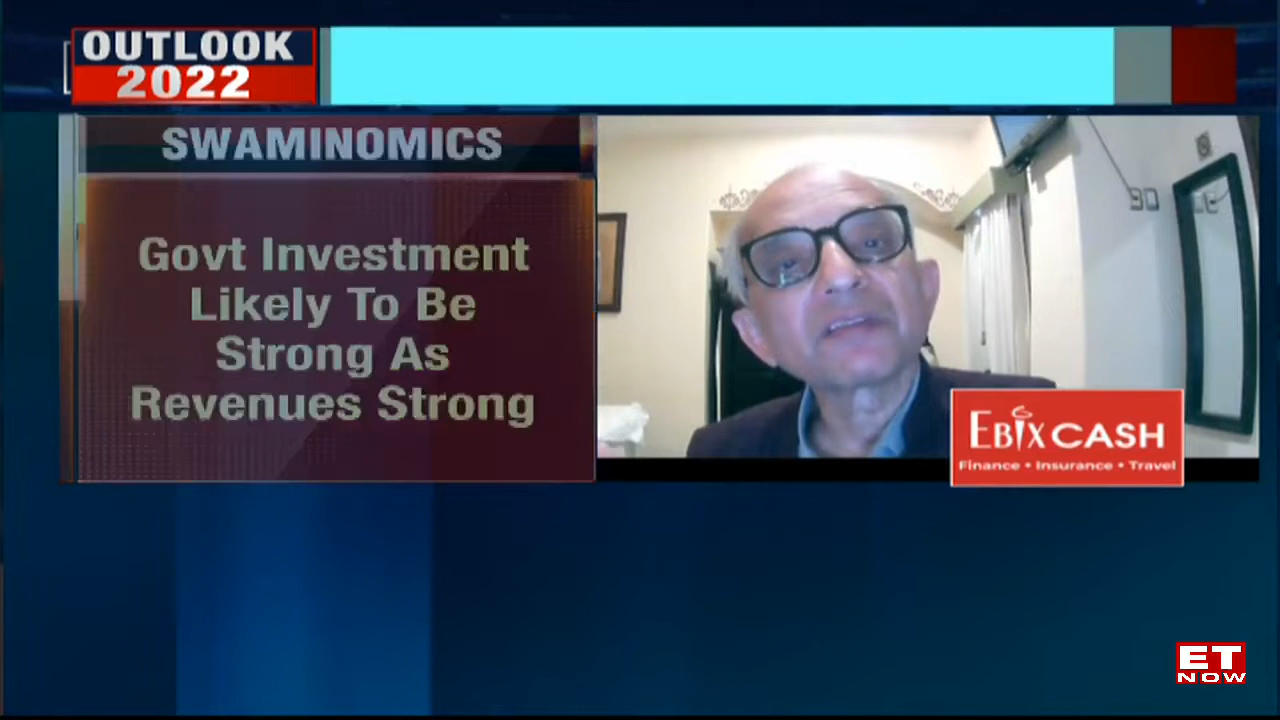 OUTLOOK
2022
SWAMINOMICS
Govt Investment
Likely To Be
Strong As
Revenues Strong
EBIXCASH
Finance • Insurance • Travel
ET
NOW